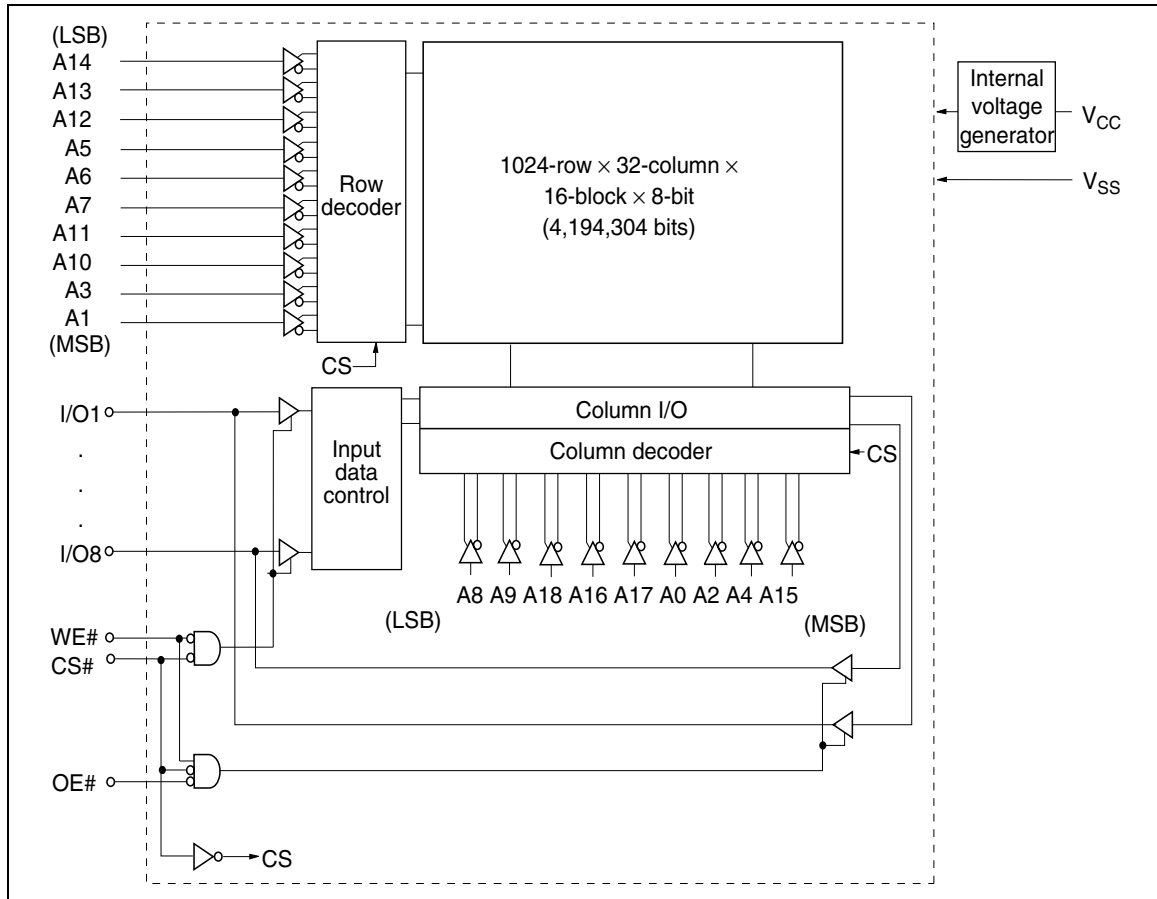 (LSB)
A14
A13
A12
A5
A6
A7
A11
A10
A3
A1
(MSB)
Row
decoder
CS
1024-row × 32-column ×
16-block × 8-bit
(4,194,304 bits)
Internal
voltage
generator
VCC
VSS
I/O1
.
.
.
I/O8
Input
data
control
Column I/O
Column decoder
CS
A8 A9 A18 A16 A17 A0 A2 A4 A15
(LSB) (MSB)
WE#
CS#
OE#
CS